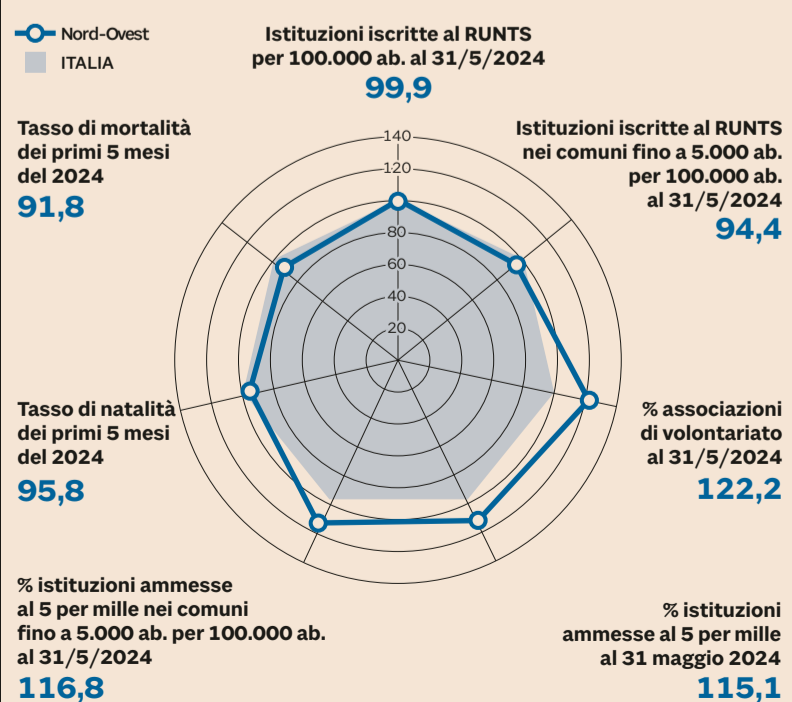 Nord-Ovest
ITALIA
Istituzioni iscritte al RUNTS
per 100.000 ab. al 31/5/2024
99,9
Tasso di mortalità
dei primi 5 mesi
del 2024
91,8
Istituzioni iscritte al RUNTS
nei comuni fino a 5.000 ab.
per 100.000 ab.
al 31/5/2024
94,4
140
120
80
60
40
20
Tasso di natalità
dei primi 5 mesi
del 2024
95,8
% associazioni
di volontariato
al 31/5/2024
122,2
% istituzioni ammesse
al 5 per mille nei comuni
fino a 5.000 ab. per 100.000 ab.
al 31/5/2024
116,8
% istituzioni
ammesse al 5 per mille
al 31 maggio 2024
115,1